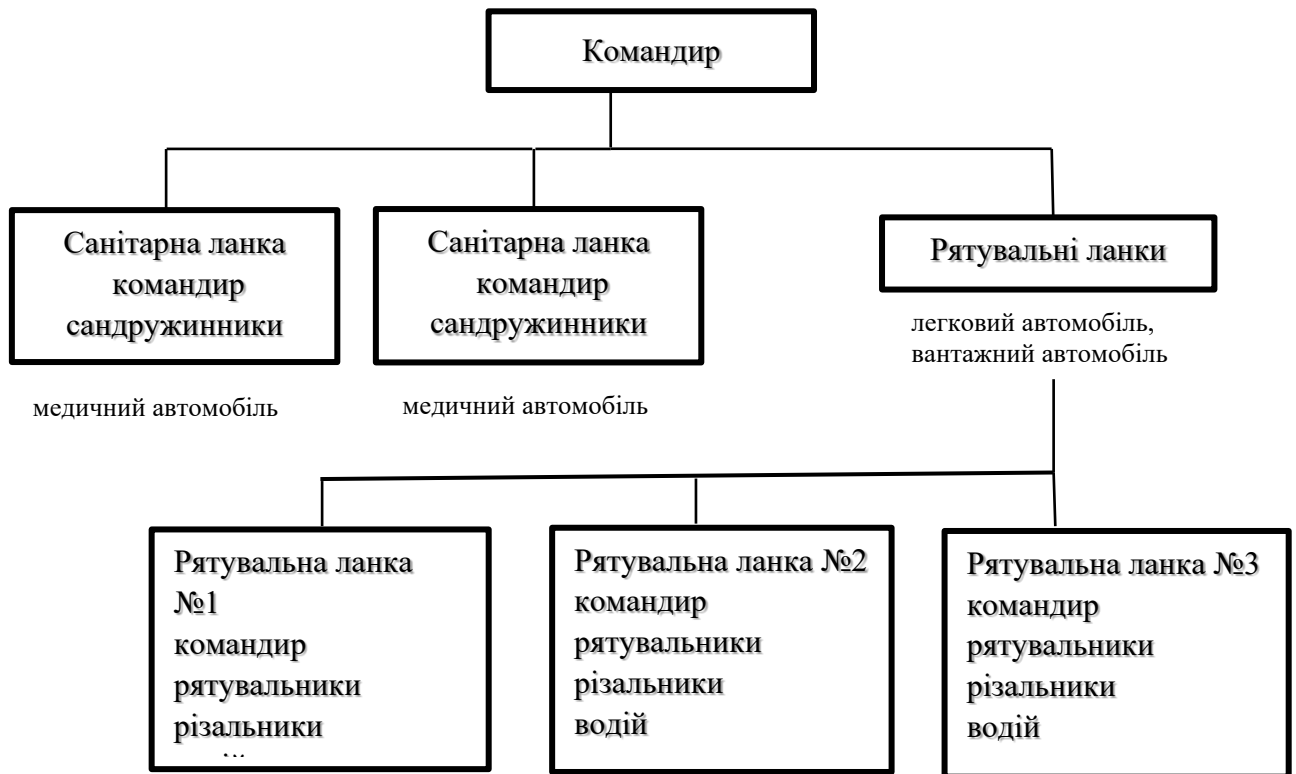 Командир
Санітарна ланка
командир
сандружинники
Санітарна ланка
командир
сандружинники
Рятувальні ланки
медичний автомобіль
медичний автомобіль
легковий автомобіль,
вантажний автомобіль
Рятувальна ланка
№1
командир
рятувальники
різальники
Рятувальна ланка №2
командир
рятувальники
різальники
водій
Рятувальна ланка №3
командир
рятувальники
різальники
водій